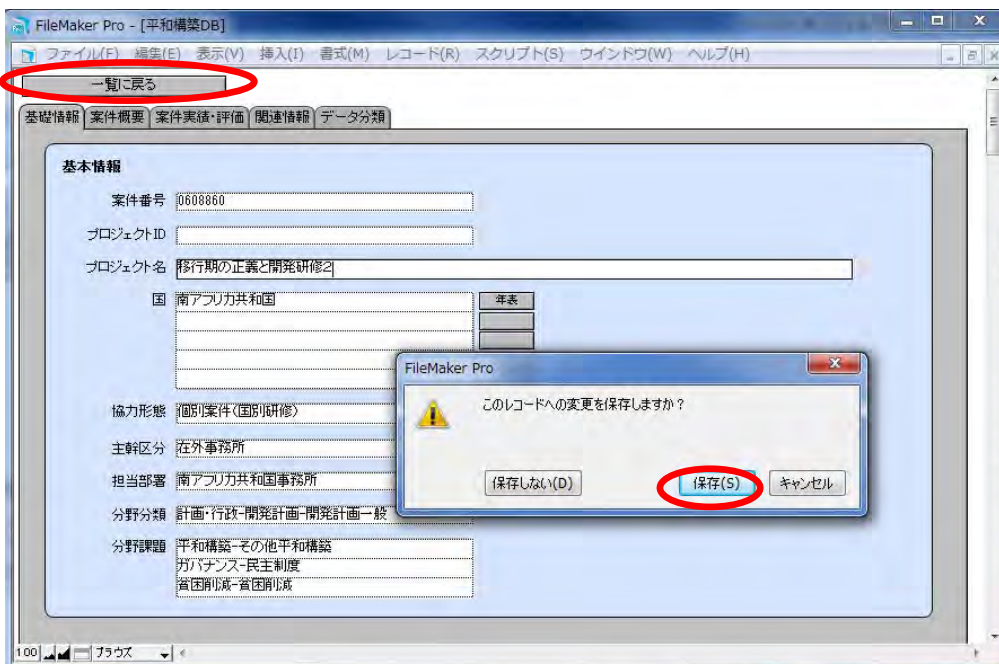 FileMaker Pro - [平和構築DB]
ファイル(F) 編集(E) 表示(V) 挿入(I) 書式(M) レコード(R) スクリプト(S) ウインドウ(W) ヘルプ(H)
一覧に戻る
基礎情報 案件概要 案件実績・評価 関連情報 データ分類
基本情報
案件番号 0608860
プロジェクトID
プロジェクト名 移行期の正義と開発研修2
国 南アフリカ共和国 年表
FileMaker Pro
このレコードへの変更を保存しますか?
保存しない(D) 保存(S) キャンセル
協力形態 個別案件(国別研修)
主幹区分 在外事務所
担当部署 南アフリカ共和国事務所
分野分類 計画・行政-開発計画-開発計画一般
分野課題 平和構築-その他平和構築
ガバナンス-民主制度
貧困削減-貧困削減
100 ブラウズ